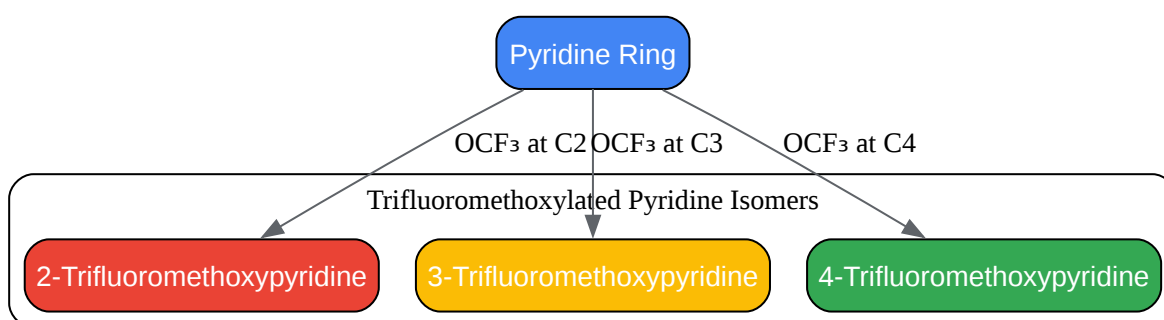 Pyridine Ring
OCF₃ at C2
OCF₃ at C3
OCF₃ at C4
Trifluoromethoxylated Pyridine Isomers
2-Trifluoromethoxypyridine
3-Trifluoromethoxypyridine
4-Trifluoromethoxypyridine